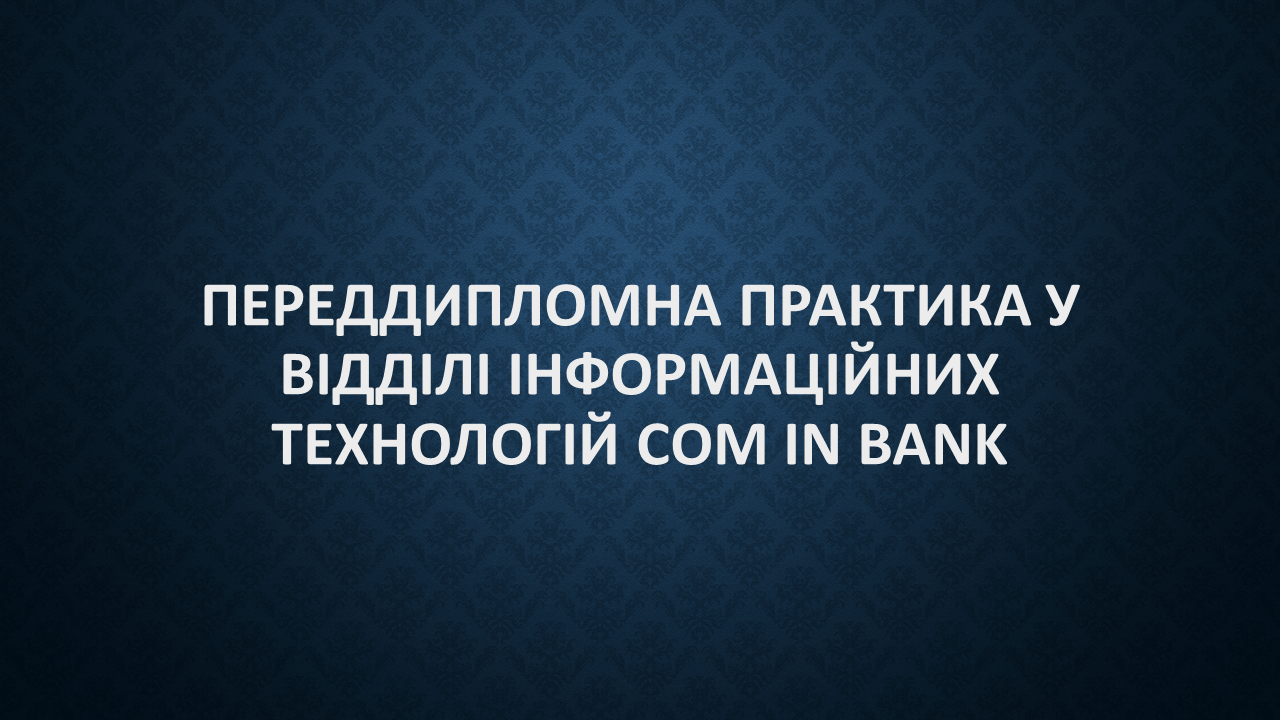 ПЕРЕДДИПЛОМНА ПРАКТИКА У
ВІДДІЛІ ІНФОРМАЦІЙНИХ
ТЕХНОЛОГІЙ COM IN BANK